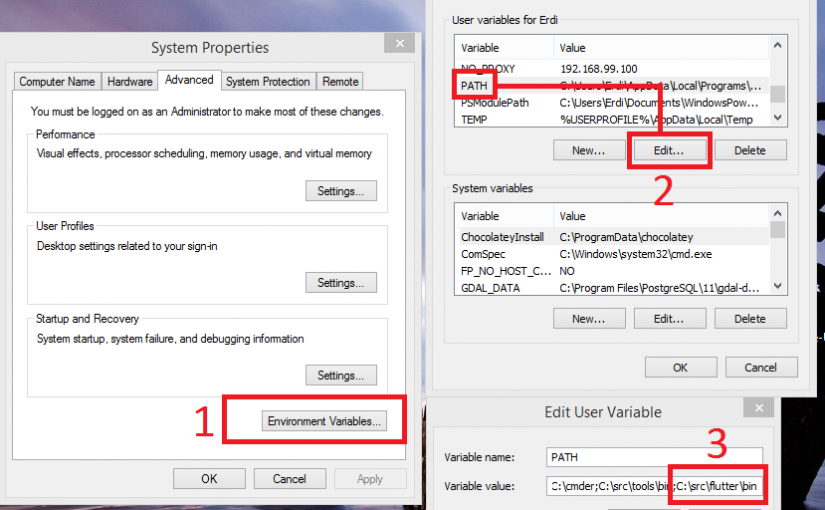 System Properties
Computer Name Hardware Advanced System Protection Remote
You must be logged on as an Administrator to make most of these changes.
Performance
Visual effects, processor scheduling, memory usage, and virtual memory
Settings...
User Profiles
Desktop settings related to your sign-in
Settings...
Startup and Recovery
System startup, system failure, and debugging information
Settings...
1
Environment Variables...
OK Cancel Apply
User variables for Erdi
Variable Value
NO_PROXY 192.168.99.100
PATH C:\Users\Erdi\AppData\Local\Programs\...
PSModulePath C:\Users\Erdi\Documents\WindowsPow...
TEMP %USERPROFILE%\AppData\Local\Temp
New... Edit... Delete
2
System variables
Variable Value
ChocolateyInstall C:\ProgramData\chocolatey
ComSpec C:\Windows\system32\cmd.exe
FP_NO_HOST_C... NO
GDAL_DATA C:\Program Files\PostgreSQL\11\gdal-d...
New... Edit... Delete
OK Cancel
Edit User Variable
3
Variable name: PATH
Variable value: C:\cmder;C:\src\tools\bin;C:\src\flutter\bin